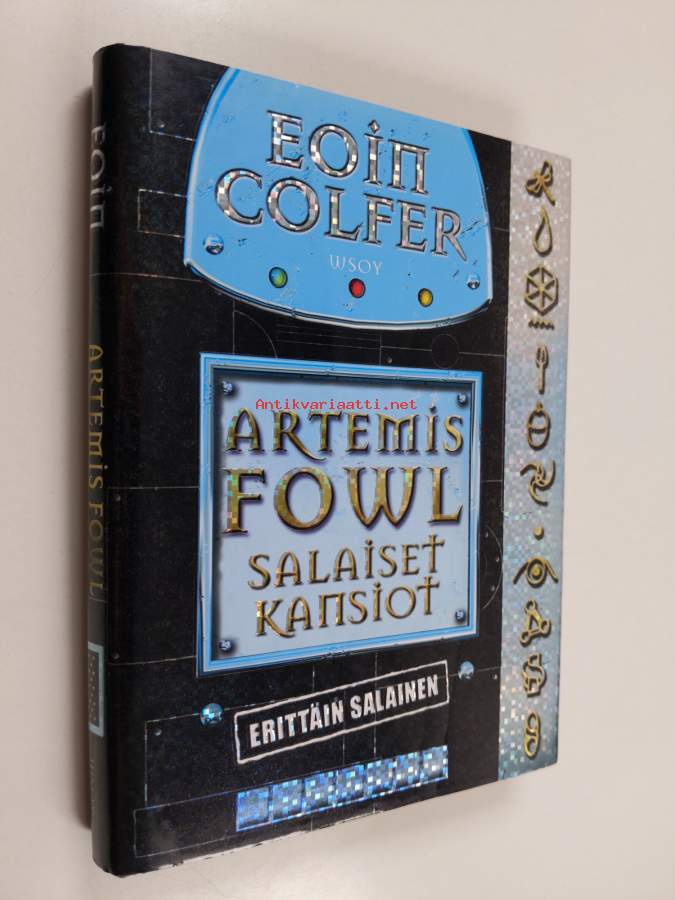 EOIN
COLFER
WSOY
Antikvariaatti.net
ARTEMIS
FOWL
SALAISET
KANSIOT
ERITTÄIN SALAINEN
EOIN
ARTEMIS FOWL